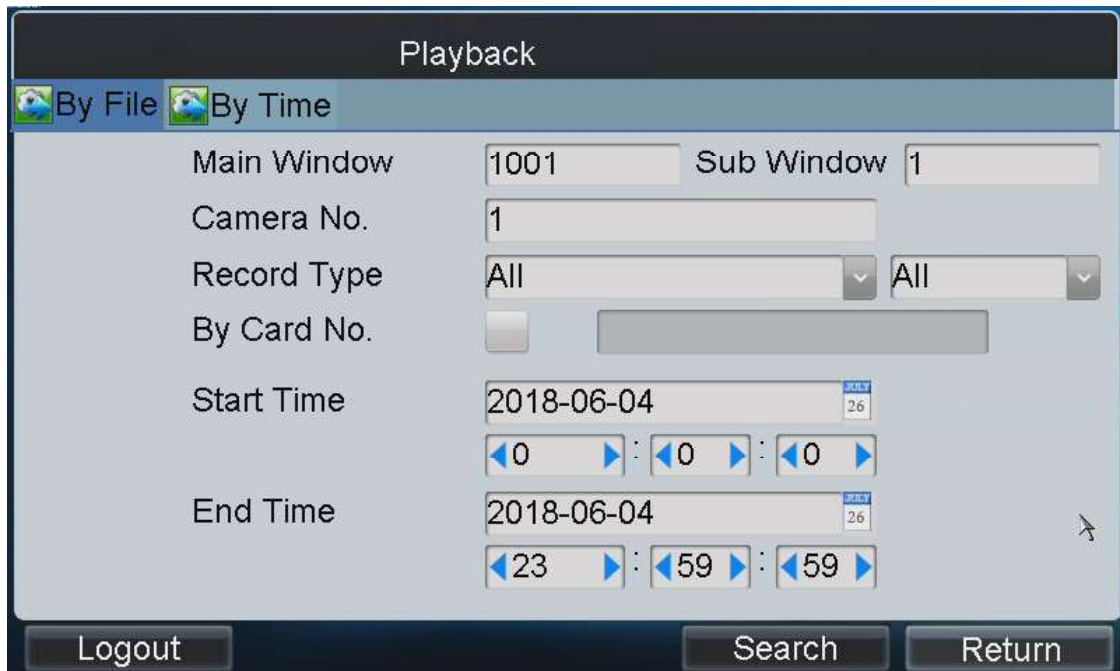 Playback
By File By Time
Main Window 1001 Sub Window 1
Camera No. 1
Record Type All All
By Card No.
Start Time 2018-06-04
JULY
26
0 : 0 : 0
End Time 2018-06-04
JULY
26
23 : 59 : 59
Logout Search Return